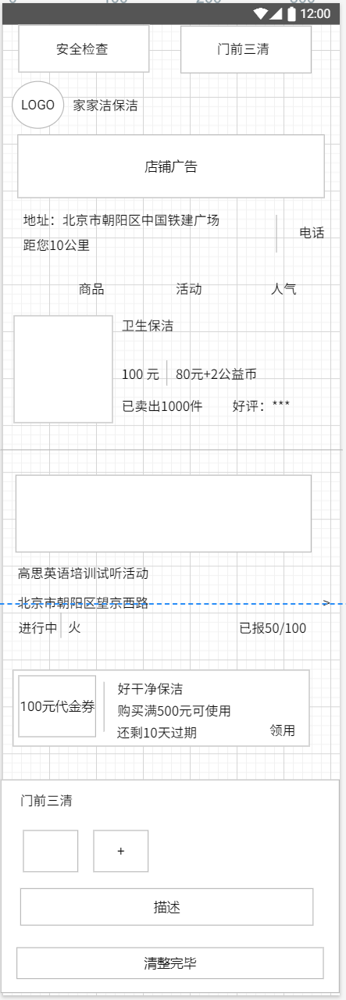 12:00
安全检查 门前三清
LOGO 家家洁保洁
店铺广告
地址：北京市朝阳区中国铁建广场
距您10公里
电话
商品 活动 人气
卫生保洁
100 元 80元+2公益币
已卖出1000件 好评：***
高思英语培训试听活动
北京市朝阳区望京西路 >
进行中 火 已报50/100
100元代金券
好干净保洁
购买满500元可使用
还剩10天过期 领用
门前三清
+
描述
清整完毕